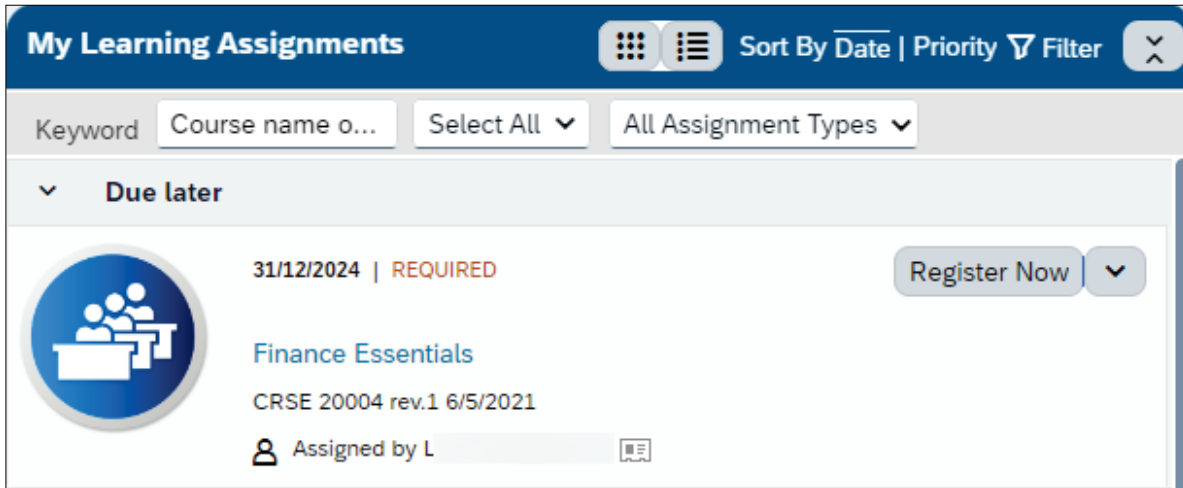 My Learning Assignments Sort By Date | Priority Filter
Keyword Course name o... Select All All Assignment Types
Due later
31/12/2024 | REQUIRED Register Now
Finance Essentials
CRSE 20004 rev.1 6/5/2021
Assigned by L